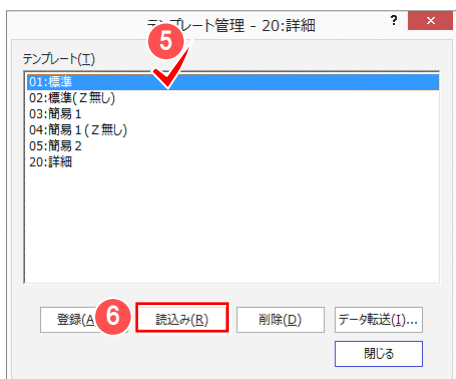 テンプレート管理 - 20:詳細 ?
5
テンプレート(T)
01:標準
02:標準(Z無し)
03:簡易1
04:簡易1(Z無し)
05:簡易2
20:詳細
登録(A 6 読込み(R) 削除(D) データ転送(I)...
閉じる